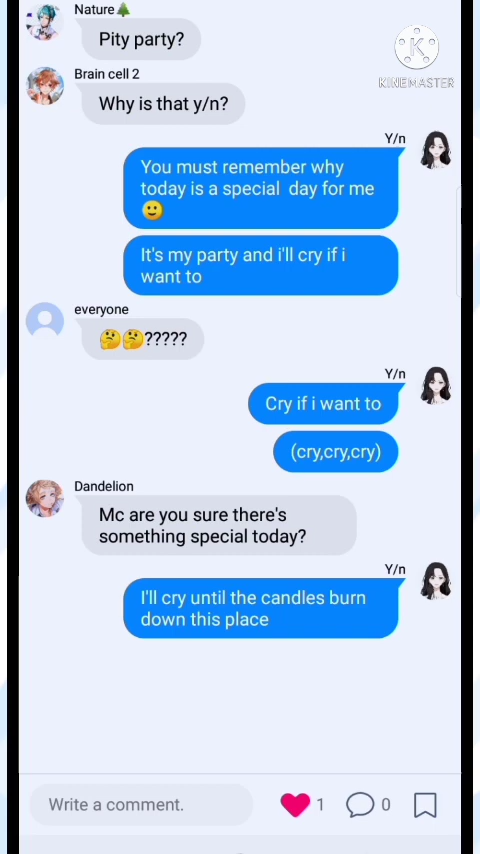 Nature🌲
Pity party?
KINEMASTER
Brain cell 2
Why is that y/n?
Y/n
You must remember why
today is a special day for me
🙂
It's my party and i'll cry if i
want to
everyone
🤔🤔?????
Y/n
Cry if i want to
(cry,cry,cry)
Dandelion
Mc are you sure there's
something special today?
Y/n
I'll cry until the candles burn
down this place
Write a comment.
1
0